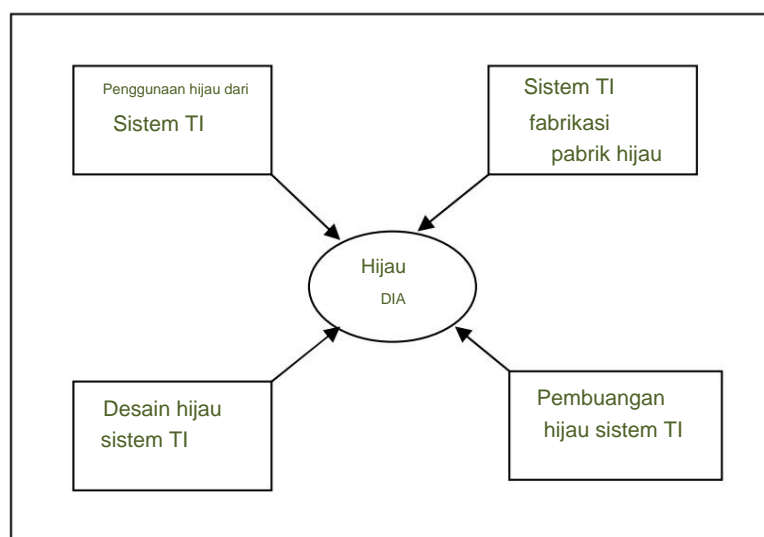 Penggunaan hijau dari
Sistem TI
Sistem TI
fabrikasi
pabrik hijau
Hijau
DIA
Desain hijau
sistem TI
Pembuangan
hijau sistem TI